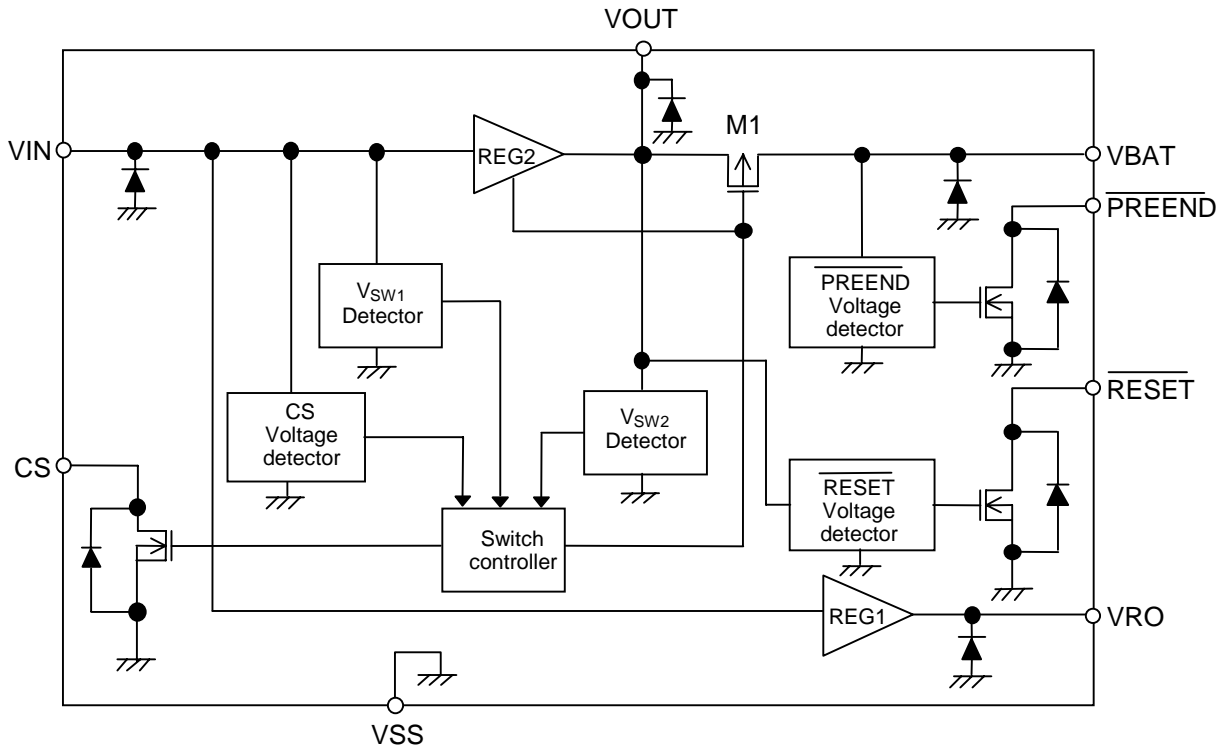 VOUT
M1
VIN
REG2
VBAT
PREEND
VSW1
Detector
PREEND
Voltage
detector
RESET
CS
Voltage
detector
VSW2
Detector
CS
RESET
Voltage
detector
Switch
controller
REG1
VRO
VSS